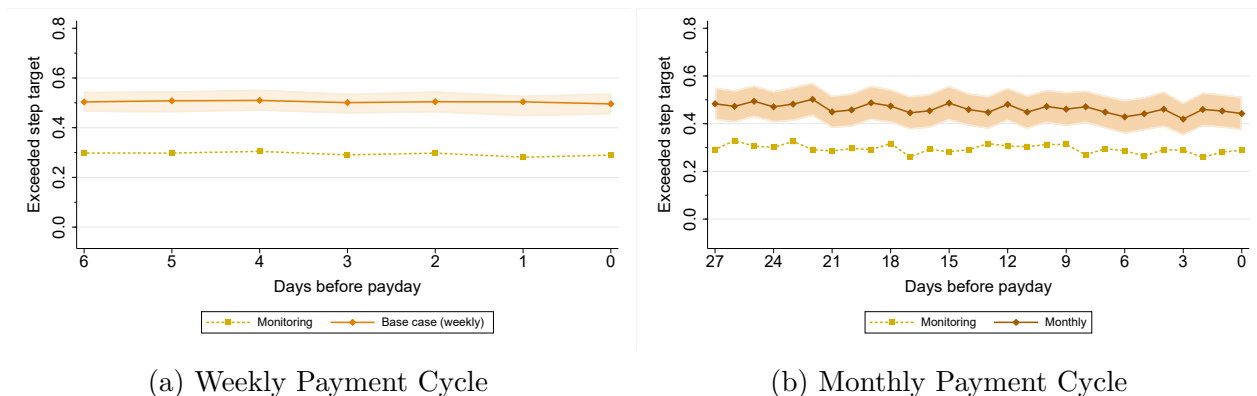 0.8
0.6
0.4
0.2
0.0
Exceeded step target
6 5 4 3 2 1 0
Days before payday
Monitoring Base case (weekly)
(a) Weekly Payment Cycle
0.8
0.6
0.4
0.2
0.0
Exceeded step target
27 24 21 18 15 12 9 6 3 0
Days before payday
Monitoring Monthly
(b) Monthly Payment Cycle